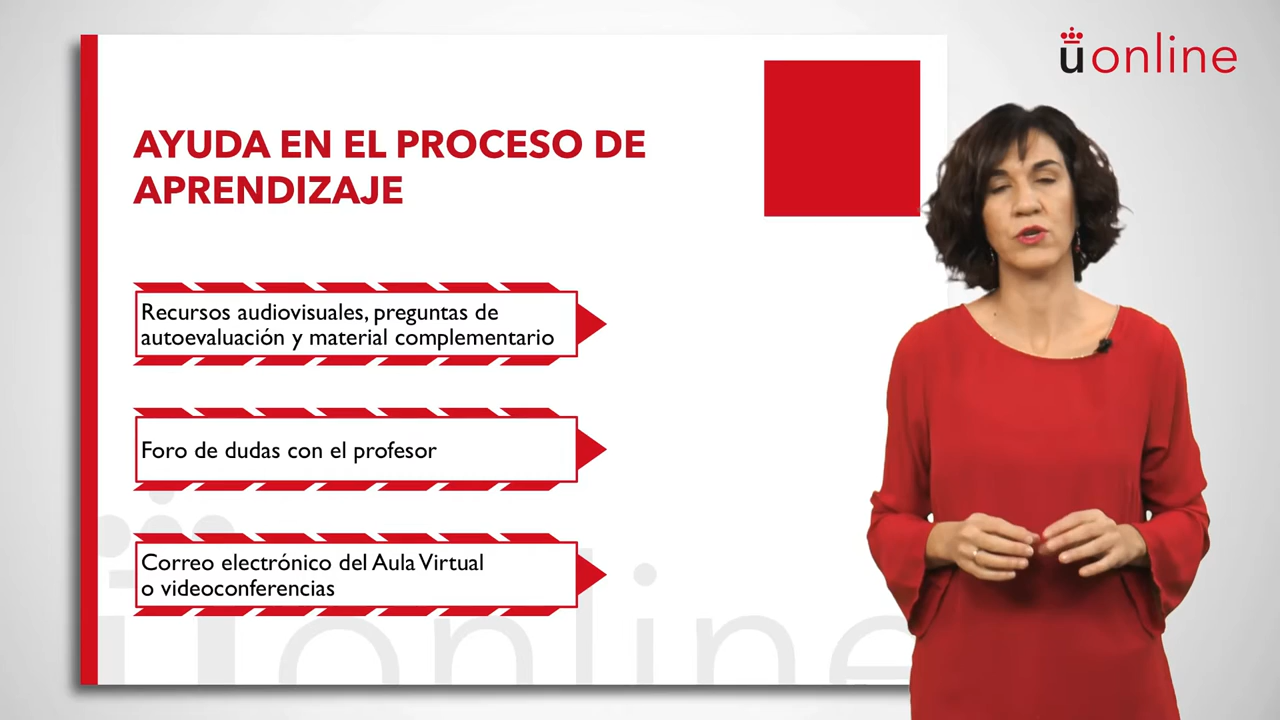 uonline
AYUDA EN EL PROCESO DE
APRENDIZAJE
Recursos audiovisuales, preguntas de
autoevaluación y material complementario
Foro de dudas con el profesor
Correo electrónico del Aula Virtual
o videoconferencias
uonline